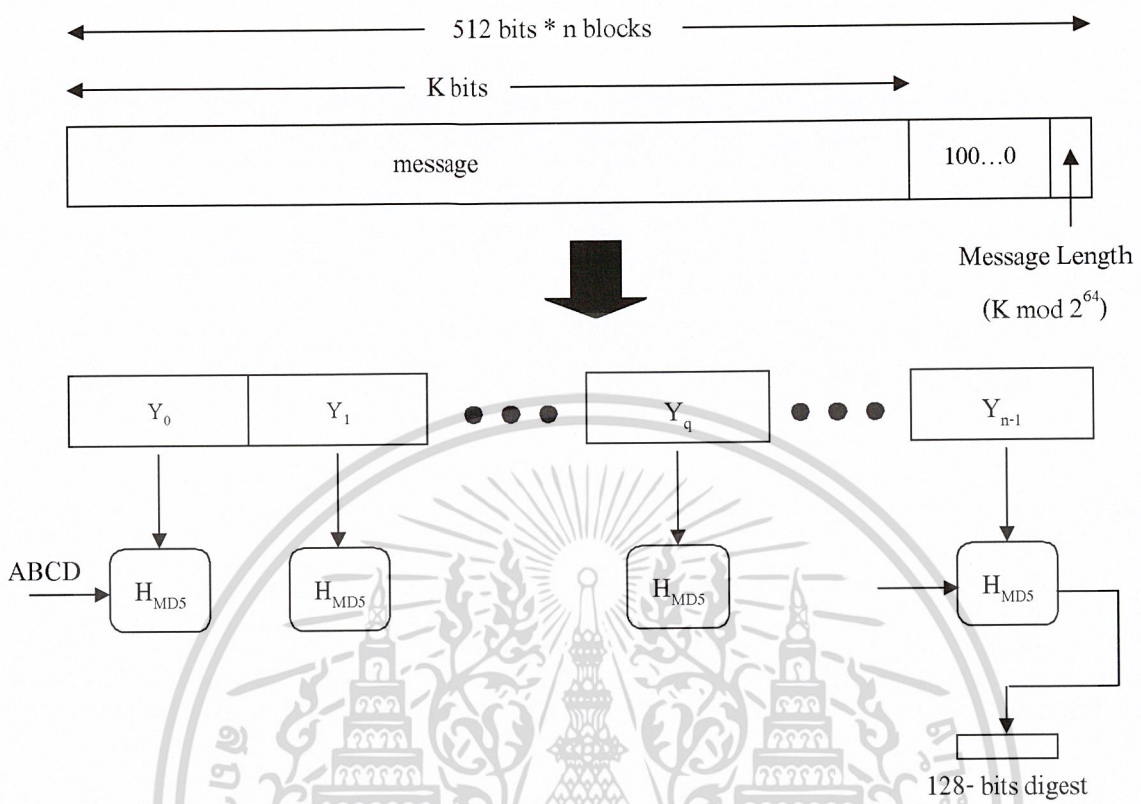 512 bits * n blocks
K bits
message
100...0
Message Length
(K mod 2^64)
Y0
Y1
Yq
Yn-1
ABCD
HMD5
HMD5
HMD5
HMD5
128- bits digest